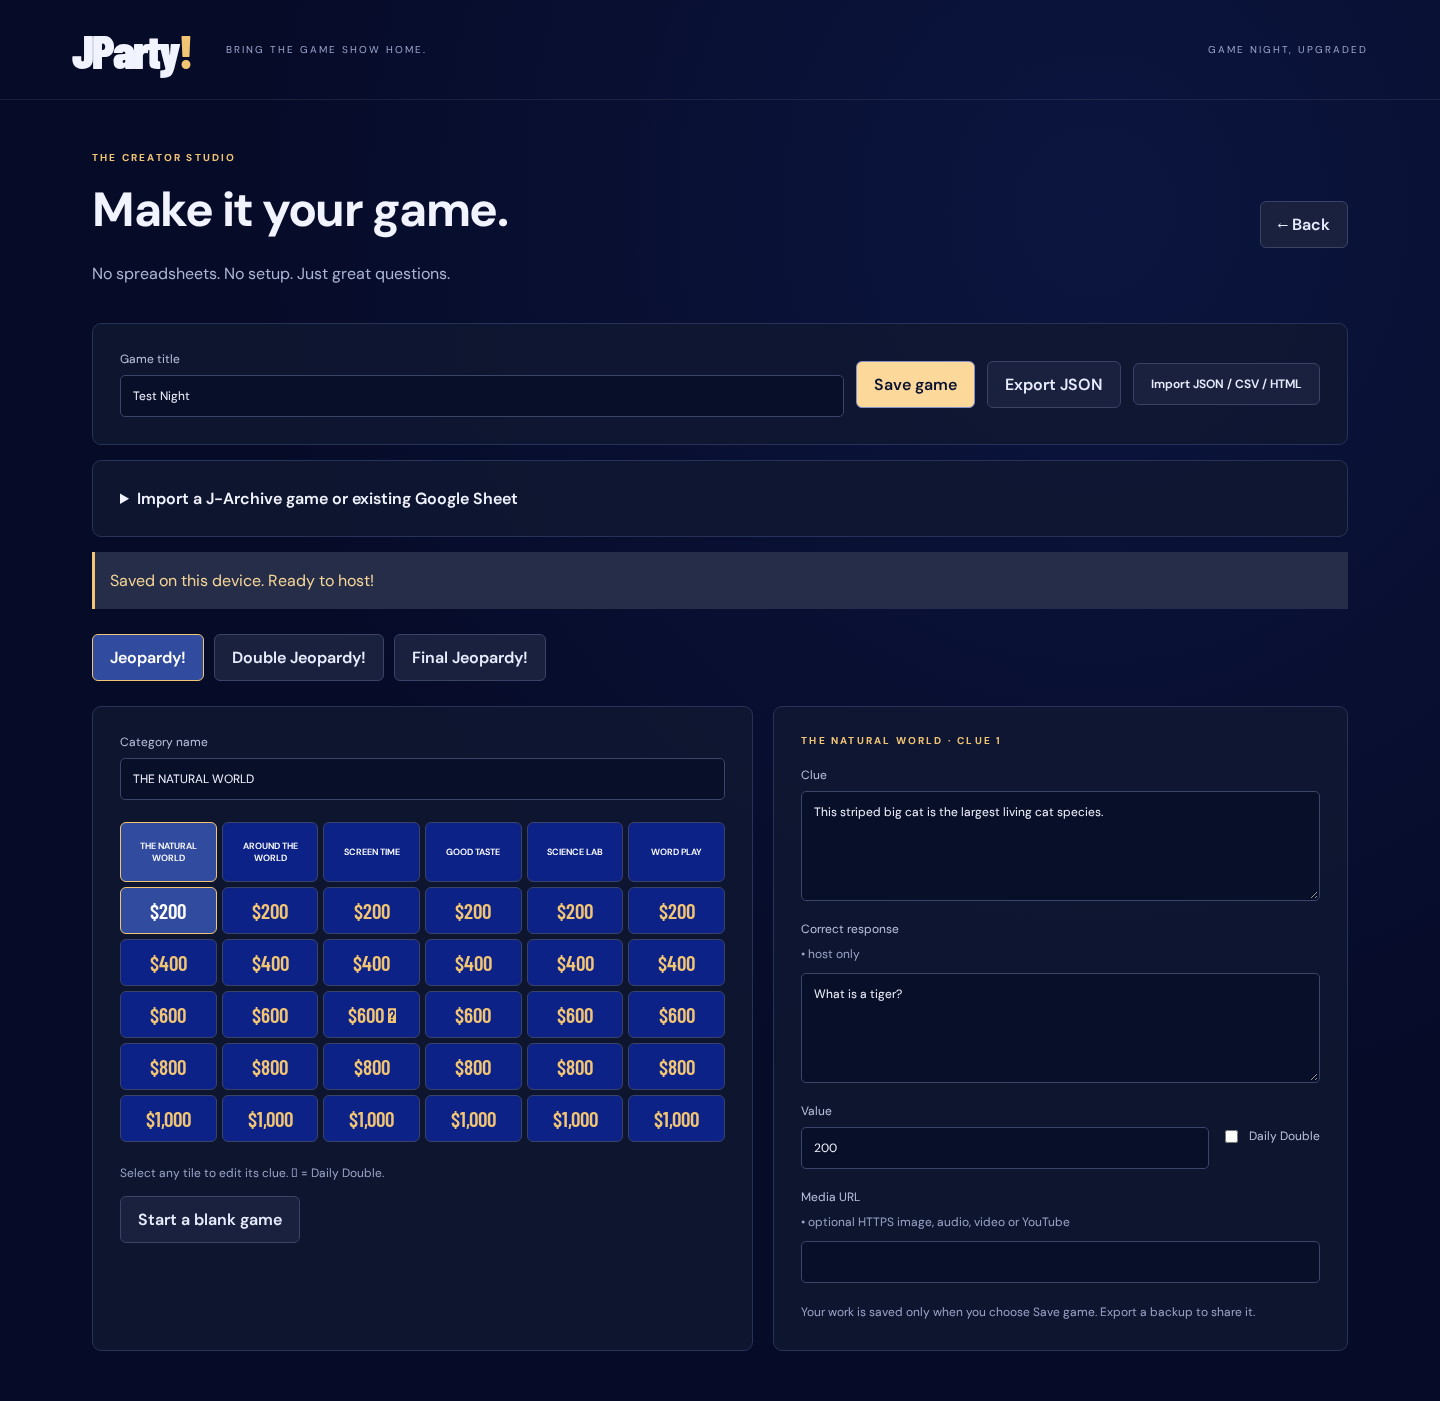 JParty!
BRING THE GAME SHOW HOME.
GAME NIGHT, UPGRADED
THE CREATOR STUDIO
Make it your game.
← Back
No spreadsheets. No setup. Just great questions.
Game title
Test Night
Save game
Export JSON
Import JSON / CSV / HTML
▶ Import a J-Archive game or existing Google Sheet
Saved on this device. Ready to host!
Jeopardy!
Double Jeopardy!
Final Jeopardy!
Category name
THE NATURAL WORLD
THE NATURAL
WORLD
AROUND THE
WORLD
SCREEN TIME
GOOD TASTE
SCIENCE LAB
WORD PLAY
$200 $200 $200 $200 $200 $200
$400 $400 $400 $400 $400 $400
$600 $600 $600 $600 $600 $600
$800 $800 $800 $800 $800 $800
$1,000 $1,000 $1,000 $1,000 $1,000 $1,000
Select any tile to edit its clue. = Daily Double.
Start a blank game
THE NATURAL WORLD · CLUE 1
Clue
This striped big cat is the largest living cat species.
Correct response
• host only
What is a tiger?
Value
200
Daily Double
Media URL
• optional HTTPS image, audio, video or YouTube
Your work is saved only when you choose Save game. Export a backup to share it.